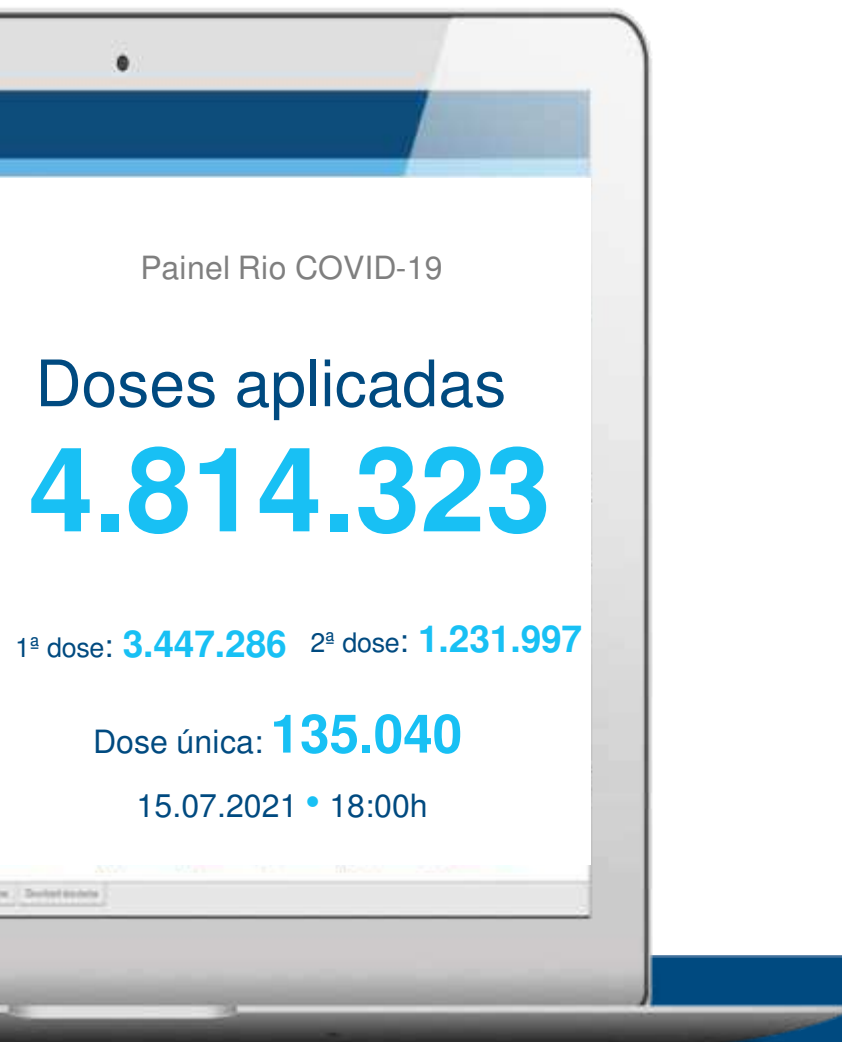 Painel Rio COVID-19
Doses aplicadas
4.814.323
1ª dose: 3.447.286 2ª dose: 1.231.997
Dose única: 135.040
15.07.2021 • 18:00h